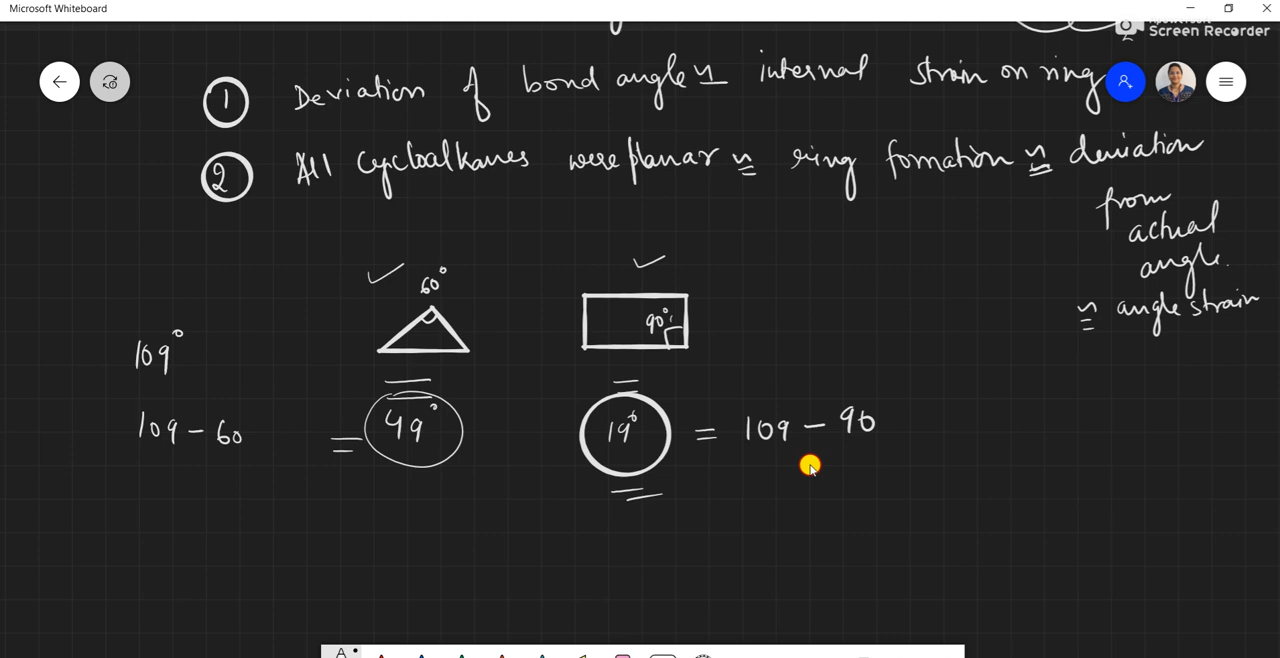 Microsoft Whiteboard
Screen Recorder
1 Deviation of bond angle ⇒ internal strain on ring
2 All cycloalkanes were planar ⇒ ring formation ⇒ deviation
from
actual
angle.
⇒ angle strain
60°
90°
109°
109 - 60 = 49°
19° = 109 - 90
A